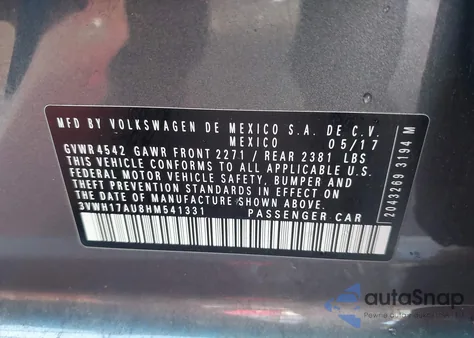 MFD BY VOLKSWAGEN DE MEXICO S.A. DE C.V.
05/17
GVWR 4542 GAWR FRONT 2271 / REAR 2381 LBS
THIS VEHICLE CONFORMS TO ALL APPLICABLE U.S.
FEDERAL MOTOR VEHICLE SAFETY, BUMPER AND
THEFT PREVENTION STANDARDS IN EFFECT ON
THE DATE OF MANUFACTURE SHOWN ABOVE.
3VWH17AU8HM541331 PASSENGER CAR
2043269 3194 M
autoSnap